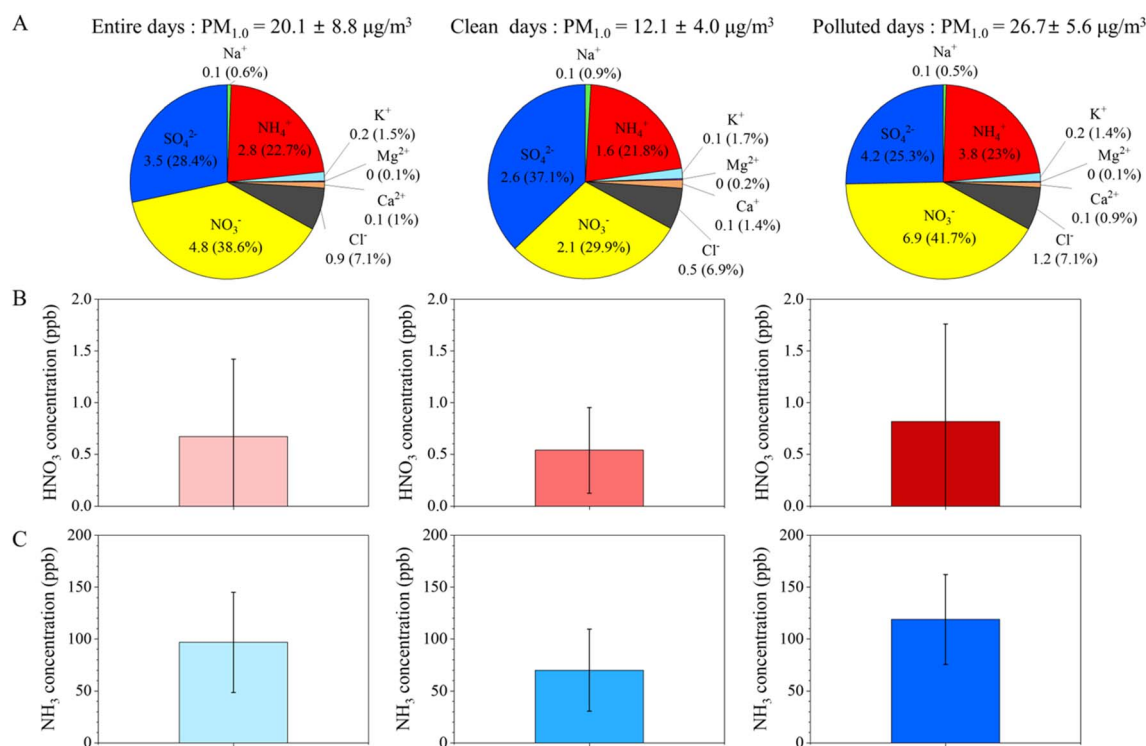 A
Entire days : PM₁.₀ = 20.1 ± 8.8 µg/m³
Clean days : PM₁.₀ = 12.1 ± 4.0 µg/m³
Polluted days : PM₁.₀ = 26.7± 5.6 µg/m³
Na⁺
0.1 (0.6%)
NH₄⁺
2.8 (22.7%)
K⁺
0.2 (1.5%)
Mg²⁺
0 (0.1%)
Ca²⁺
0.1 (1%)
Cl⁻
0.9 (7.1%)
NO₃⁻
4.8 (38.6%)
SO₄²⁻
3.5 (28.4%)
Na⁺
0.1 (0.9%)
NH₄⁺
1.6 (21.8%)
K⁺
0.1 (1.7%)
Mg²⁺
0 (0.2%)
Ca⁺
0.1 (1.4%)
Cl⁻
0.5 (6.9%)
NO₃⁻
2.1 (29.9%)
SO₄²⁻
2.6 (37.1%)
Na⁺
0.1 (0.5%)
NH₄⁺
3.8 (23%)
K⁺
0.2 (1.4%)
Mg²⁺
0 (0.1%)
Ca²⁺
0.1 (0.9%)
Cl⁻
1.2 (7.1%)
NO₃⁻
6.9 (41.7%)
SO₄²⁻
4.2 (25.3%)
B
HNO₃ concentration (ppb)
2.0
1.5
1.0
0.5
0.0
HNO₃ concentration (ppb)
2.0
1.5
1.0
0.5
0.0
HNO₃ concentration (ppb)
2.0
1.5
1.0
0.5
0.0
C
NH₃ concentration (ppb)
200
150
100
50
0
NH₃ concentration (ppb)
200
150
100
50
0
NH₃ concentration (ppb)
200
150
100
50
0